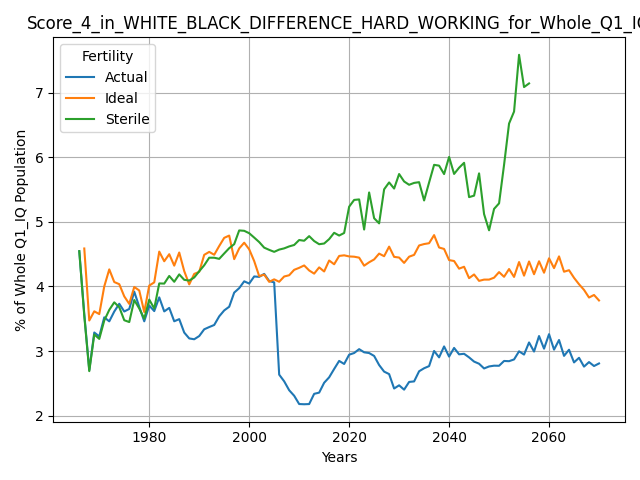 Score_4_in_WHITE_BLACK_DIFFERENCE_HARD_WORKING_for_Whole_Q1_IQ
Fertility
Actual
Ideal
Sterile
% of Whole Q1_IQ Population
7
6
5
4
3
2
1980 2000 2020 2040 2060
Years